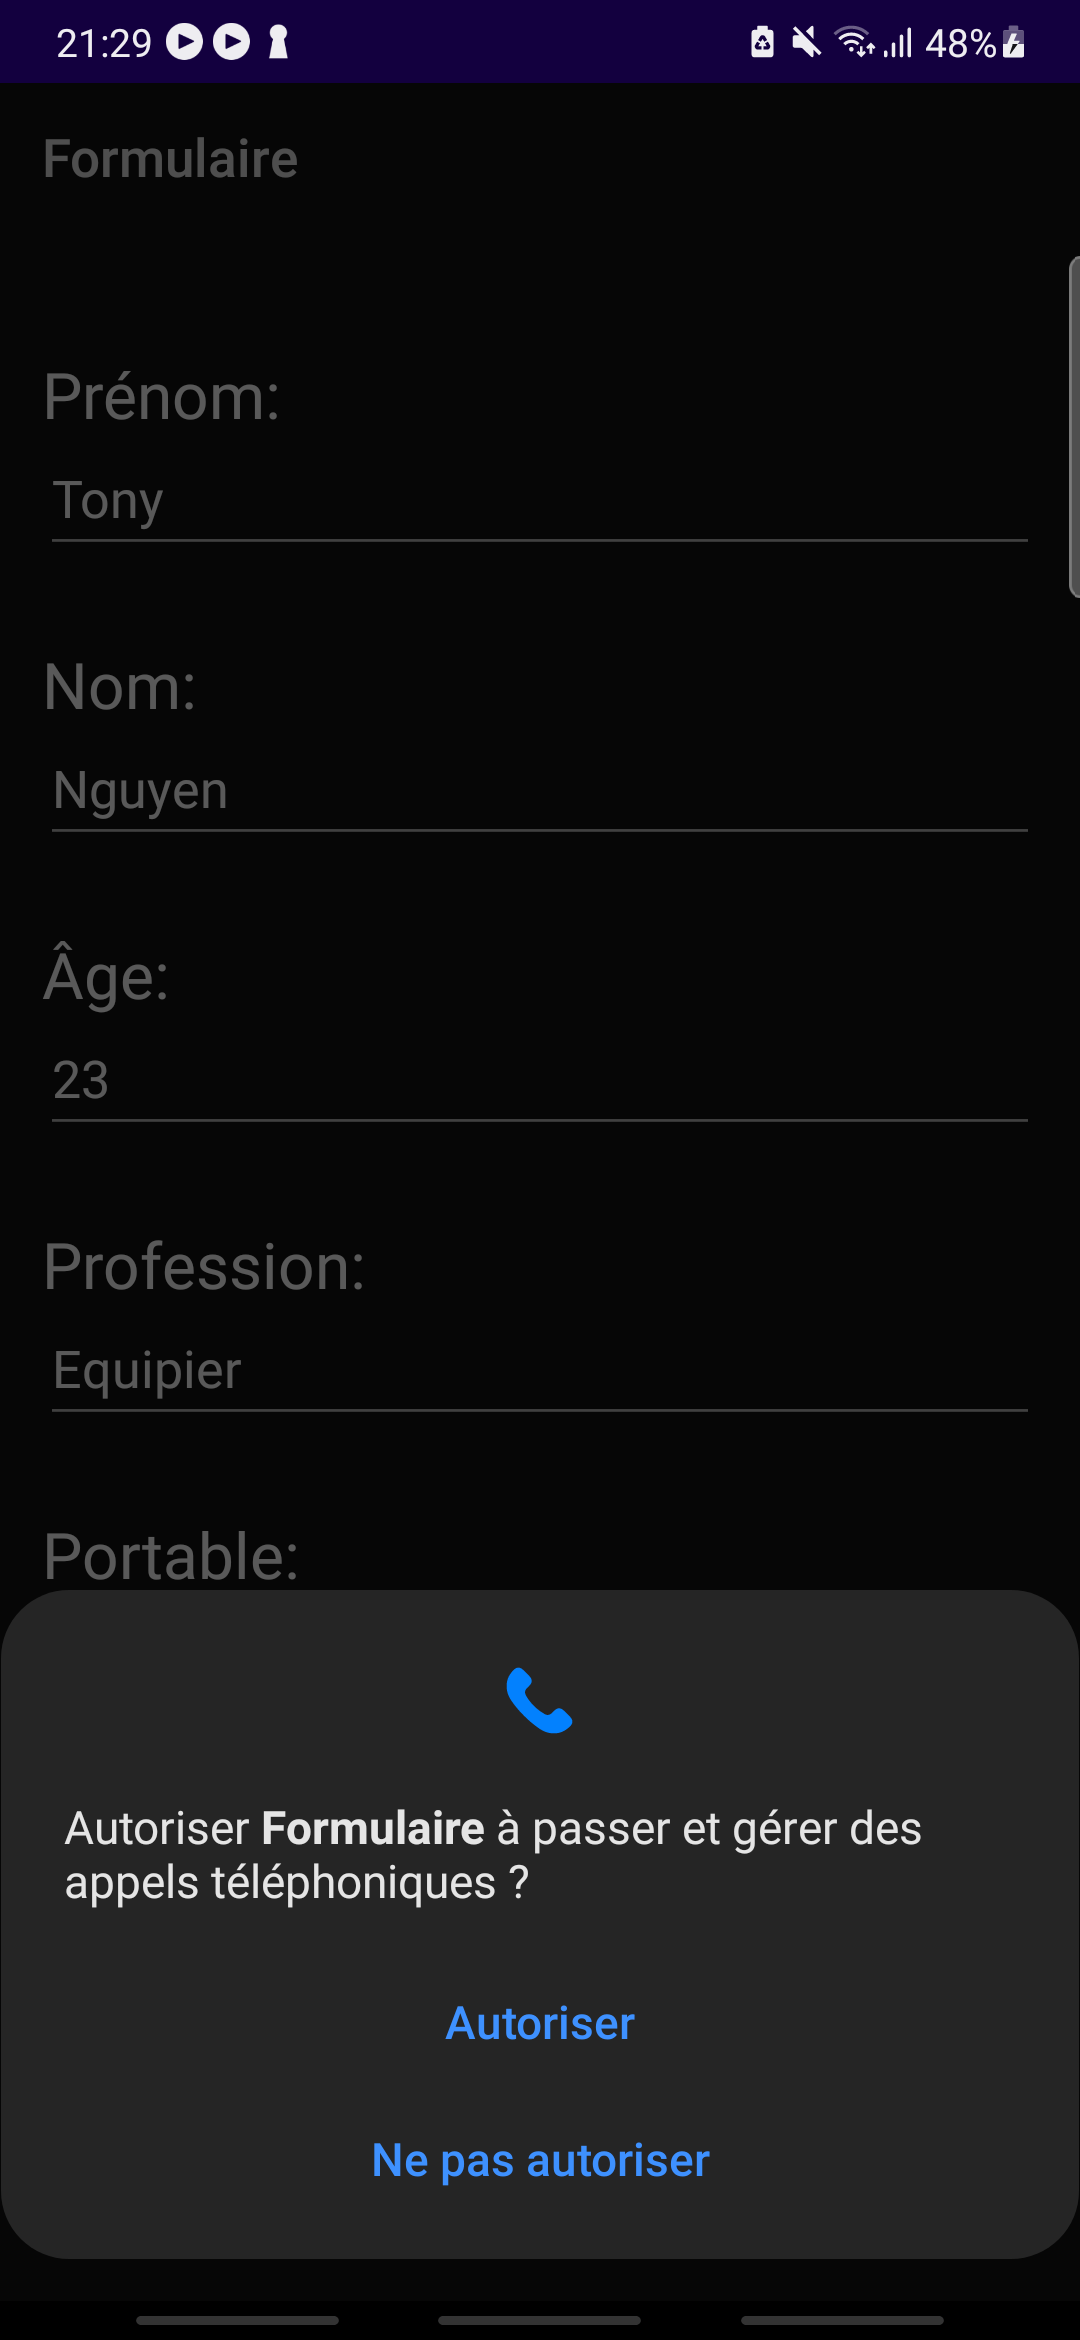 21:29 48%
Formulaire
Prénom:
Tony
Nom:
Nguyen
Âge:
23
Profession:
Equipier
Portable:
Autoriser Formulaire à passer et gérer des
appels téléphoniques ?
Autoriser
Ne pas autoriser